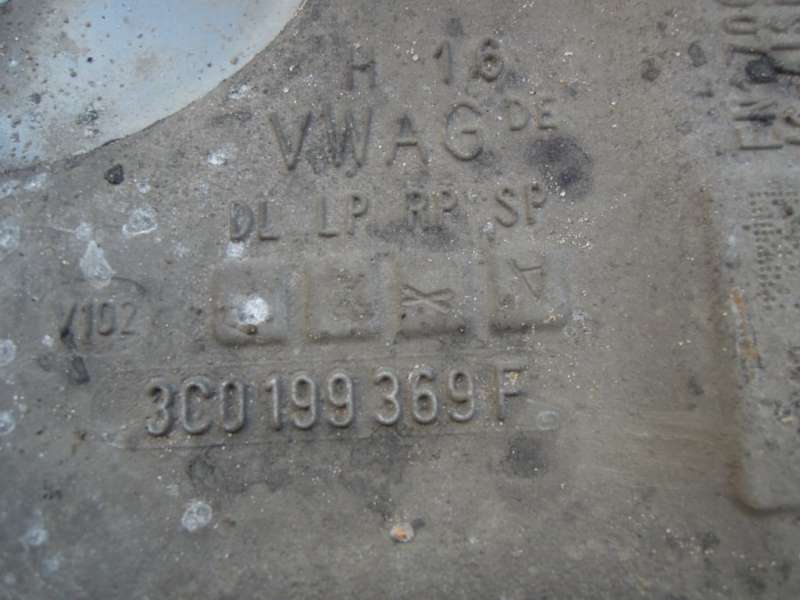 H 16
VWAG DE
DL LP RP SP
V102
3C0 199 369 F